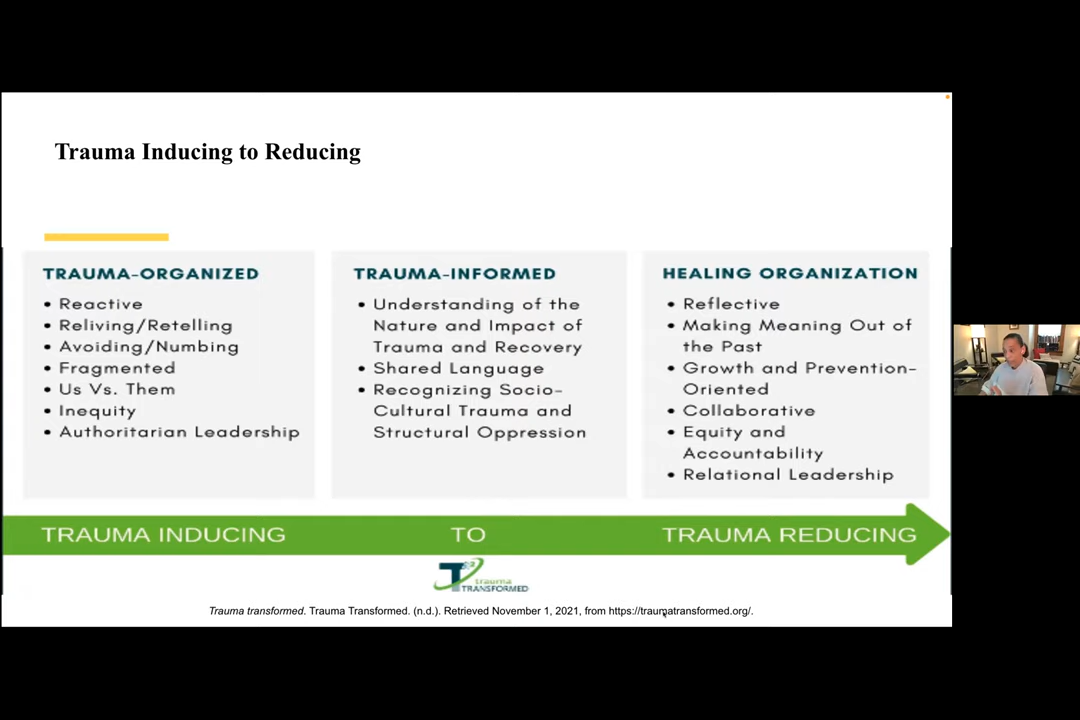 Trauma Inducing to Reducing
TRAUMA-ORGANIZED
• Reactive
• Reliving/Retelling
• Avoiding/Numbing
• Fragmented
• Us Vs. Them
• Inequity
• Authoritarian Leadership
TRAUMA-INFORMED
• Understanding of the
Nature and Impact of
Trauma and Recovery
• Shared Language
• Recognizing Socio-
Cultural Trauma and
Structural Oppression
HEALING ORGANIZATION
• Reflective
• Making Meaning Out of
the Past
• Growth and Prevention-
Oriented
• Collaborative
• Equity and
Accountability
• Relational Leadership
TRAUMA INDUCING TO TRAUMA REDUCING
T2 trauma
TRANSFORMED
Trauma transformed. Trauma Transformed. (n.d.). Retrieved November 1, 2021, from https://traumatransformed.org/.